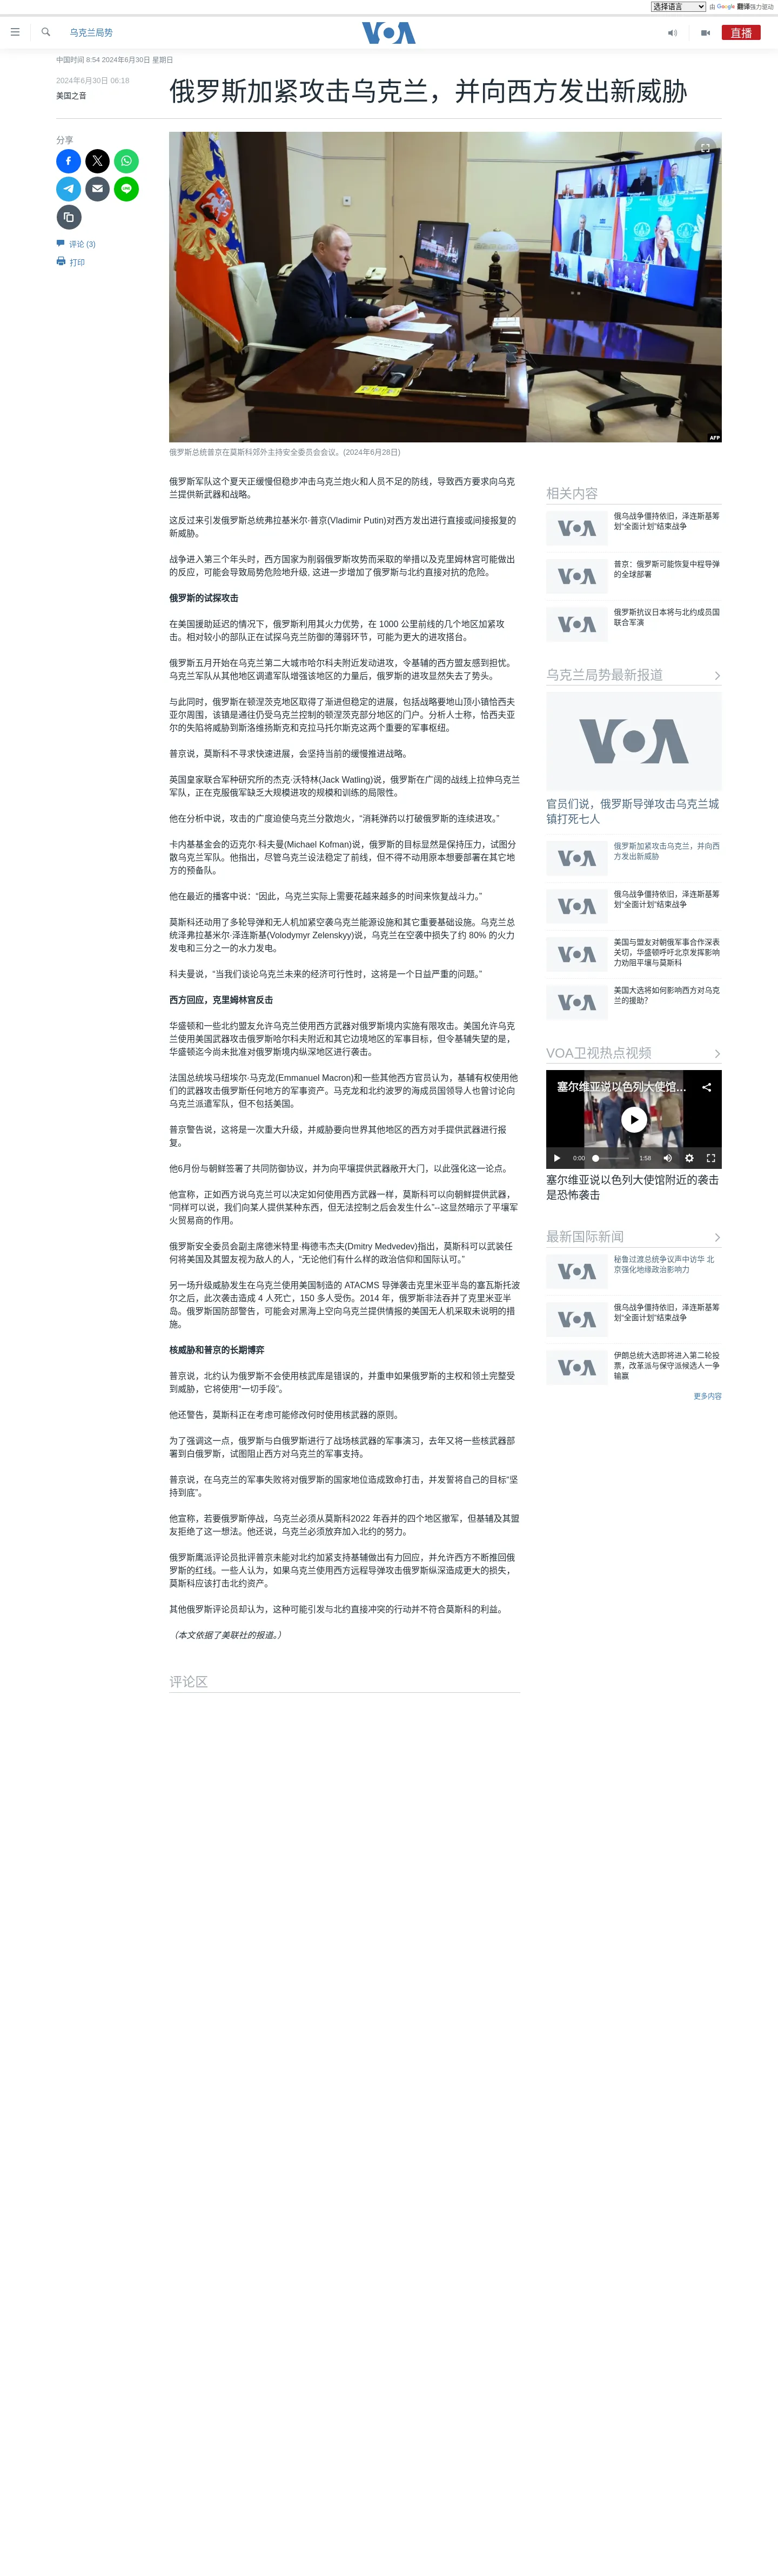 选择语言 由 Google 翻译强力驱动
乌克兰局势
VOA
直播
中国时间 8:54 2024年6月30日 星期日
2024年6月30日 06:18
美国之音
俄罗斯加紧攻击乌克兰，并向西方发出新威胁
分享
评论 (3)
打印
AFP
俄罗斯总统普京在莫斯科郊外主持安全委员会会议。(2024年6月28日)
俄罗斯军队这个夏天正缓慢但稳步冲击乌克兰炮火和人员不足的防线，导致西方要求向乌克
兰提供新武器和战略。
这反过来引发俄罗斯总统弗拉基米尔·普京(Vladimir Putin)对西方发出进行直接或间接报复的
新威胁。
战争进入第三个年头时，西方国家为削弱俄罗斯攻势而采取的举措以及克里姆林宫可能做出
的反应，可能会导致局势危险地升级, 这进一步增加了俄罗斯与北约直接对抗的危险。
俄罗斯的试探攻击
在美国援助延迟的情况下，俄罗斯利用其火力优势，在 1000 公里前线的几个地区加紧攻
击。相对较小的部队正在试探乌克兰防御的薄弱环节，可能为更大的进攻搭台。
俄罗斯五月开始在乌克兰第二大城市哈尔科夫附近发动进攻，令基辅的西方盟友感到担忧。
乌克兰军队从其他地区调遣军队增强该地区的力量后，俄罗斯的进攻显然失去了势头。
与此同时，俄罗斯在顿涅茨克地区取得了渐进但稳定的进展，包括战略要地山顶小镇恰西夫
亚尔周围，该镇是通往仍受乌克兰控制的顿涅茨克部分地区的门户。分析人士称，恰西夫亚
尔的失陷将威胁到斯洛维扬斯克和克拉马托尔斯克这两个重要的军事枢纽。
普京说，莫斯科不寻求快速进展，会坚持当前的缓慢推进战略。
英国皇家联合军种研究所的杰克·沃特林(Jack Watling)说，俄罗斯在广阔的战线上拉伸乌克兰
军队，正在克服俄军缺乏大规模进攻的规模和训练的局限性。
他在分析中说，攻击的广度迫使乌克兰分散炮火，“消耗弹药以打破俄罗斯的连续进攻。”
卡内基基金会的迈克尔·科夫曼(Michael Kofman)说，俄罗斯的目标显然是保持压力，试图分
散乌克兰军队。他指出，尽管乌克兰设法稳定了前线，但不得不动用原本想要部署在其它地
方的预备队。
他在最近的播客中说：“因此，乌克兰实际上需要花越来越多的时间来恢复战斗力。”
莫斯科还动用了多轮导弹和无人机加紧空袭乌克兰能源设施和其它重要基础设施。乌克兰总
统泽弗拉基米尔·泽连斯基(Volodymyr Zelenskyy)说，乌克兰在空袭中损失了约 80% 的火力
发电和三分之一的水力发电。
科夫曼说，“当我们谈论乌克兰未来的经济可行性时，这将是一个日益严重的问题。”
西方回应，克里姆林宫反击
华盛顿和一些北约盟友允许乌克兰使用西方武器对俄罗斯境内实施有限攻击。美国允许乌克
兰使用美国武器攻击俄罗斯哈尔科夫附近和其它边境地区的军事目标，但令基辅失望的是，
华盛顿迄今尚未批准对俄罗斯境内纵深地区进行袭击。
法国总统埃马纽埃尔·马克龙(Emmanuel Macron)和一些其他西方官员认为，基辅有权使用他
们的武器攻击俄罗斯任何地方的军事资产。马克龙和北约波罗的海成员国领导人也曾讨论向
乌克兰派遣军队，但不包括美国。
普京警告说，这将是一次重大升级，并威胁要向世界其他地区的西方对手提供武器进行报
复。
他6月份与朝鲜签署了共同防御协议，并为向平壤提供武器敞开大门，以此强化这一论点。
他宣称，正如西方说乌克兰可以决定如何使用西方武器一样，莫斯科可以向朝鲜提供武器，
“同样可以说，我们向某人提供某种东西，但无法控制之后会发生什么”--这显然暗示了平壤军
火贸易商的作用。
俄罗斯安全委员会副主席德米特里·梅德韦杰夫(Dmitry Medvedev)指出，莫斯科可以武装任
何将美国及其盟友视为敌人的人，“无论他们有什么样的政治信仰和国际认可。”
另一场升级威胁发生在乌克兰使用美国制造的 ATACMS 导弹袭击克里米亚半岛的塞瓦斯托波
尔之后，此次袭击造成 4 人死亡，150 多人受伤。2014 年，俄罗斯非法吞并了克里米亚半
岛。俄罗斯国防部警告，可能会对黑海上空向乌克兰提供情报的美国无人机采取未说明的措
施。
核威胁和普京的长期博弈
普京说，北约认为俄罗斯不会使用核武库是错误的，并重申如果俄罗斯的主权和领土完整受
到威胁，它将使用“一切手段”。
他还警告，莫斯科正在考虑可能修改何时使用核武器的原则。
为了强调这一点，俄罗斯与白俄罗斯进行了战场核武器的军事演习，去年又将一些核武器部
署到白俄罗斯，试图阻止西方对乌克兰的军事支持。
普京说，在乌克兰的军事失败将对俄罗斯的国家地位造成致命打击，并发誓将自己的目标“坚
持到底”。
他宣称，若要俄罗斯停战，乌克兰必须从莫斯科2022 年吞并的四个地区撤军，但基辅及其盟
友拒绝了这一想法。他还说，乌克兰必须放弃加入北约的努力。
俄罗斯鹰派评论员批评普京未能对北约加紧支持基辅做出有力回应，并允许西方不断推回俄
罗斯的红线。一些人认为，如果乌克兰使用西方远程导弹攻击俄罗斯纵深造成更大的损失，
莫斯科应该打击北约资产。
其他俄罗斯评论员却认为，这种可能引发与北约直接冲突的行动并不符合莫斯科的利益。
（本文依据了美联社的报道。）
评论区
相关内容
VOA
俄乌战争僵持依旧，泽连斯基筹
划“全面计划”结束战争
VOA
普京：俄罗斯可能恢复中程导弹
的全球部署
VOA
俄罗斯抗议日本将与北约成员国
联合军演
乌克兰局势最新报道
VOA
官员们说，俄罗斯导弹攻击乌克兰城
镇打死七人
VOA
俄罗斯加紧攻击乌克兰，并向西
方发出新威胁
VOA
俄乌战争僵持依旧，泽连斯基筹
划“全面计划”结束战争
VOA
美国与盟友对朝俄军事合作深表
关切，华盛顿呼吁北京发挥影响
力劝阻平壤与莫斯科
VOA
美国大选将如何影响西方对乌克
兰的援助？
VOA卫视热点视频
塞尔维亚说以色列大使馆...
0:00 1:58
塞尔维亚说以色列大使馆附近的袭击
是恐怖袭击
最新国际新闻
VOA
秘鲁过渡总统争议声中访华 北
京强化地缘政治影响力
VOA
俄乌战争僵持依旧，泽连斯基筹
划“全面计划”结束战争
VOA
伊朗总统大选即将进入第二轮投
票，改革派与保守派候选人一争
输赢
更多内容